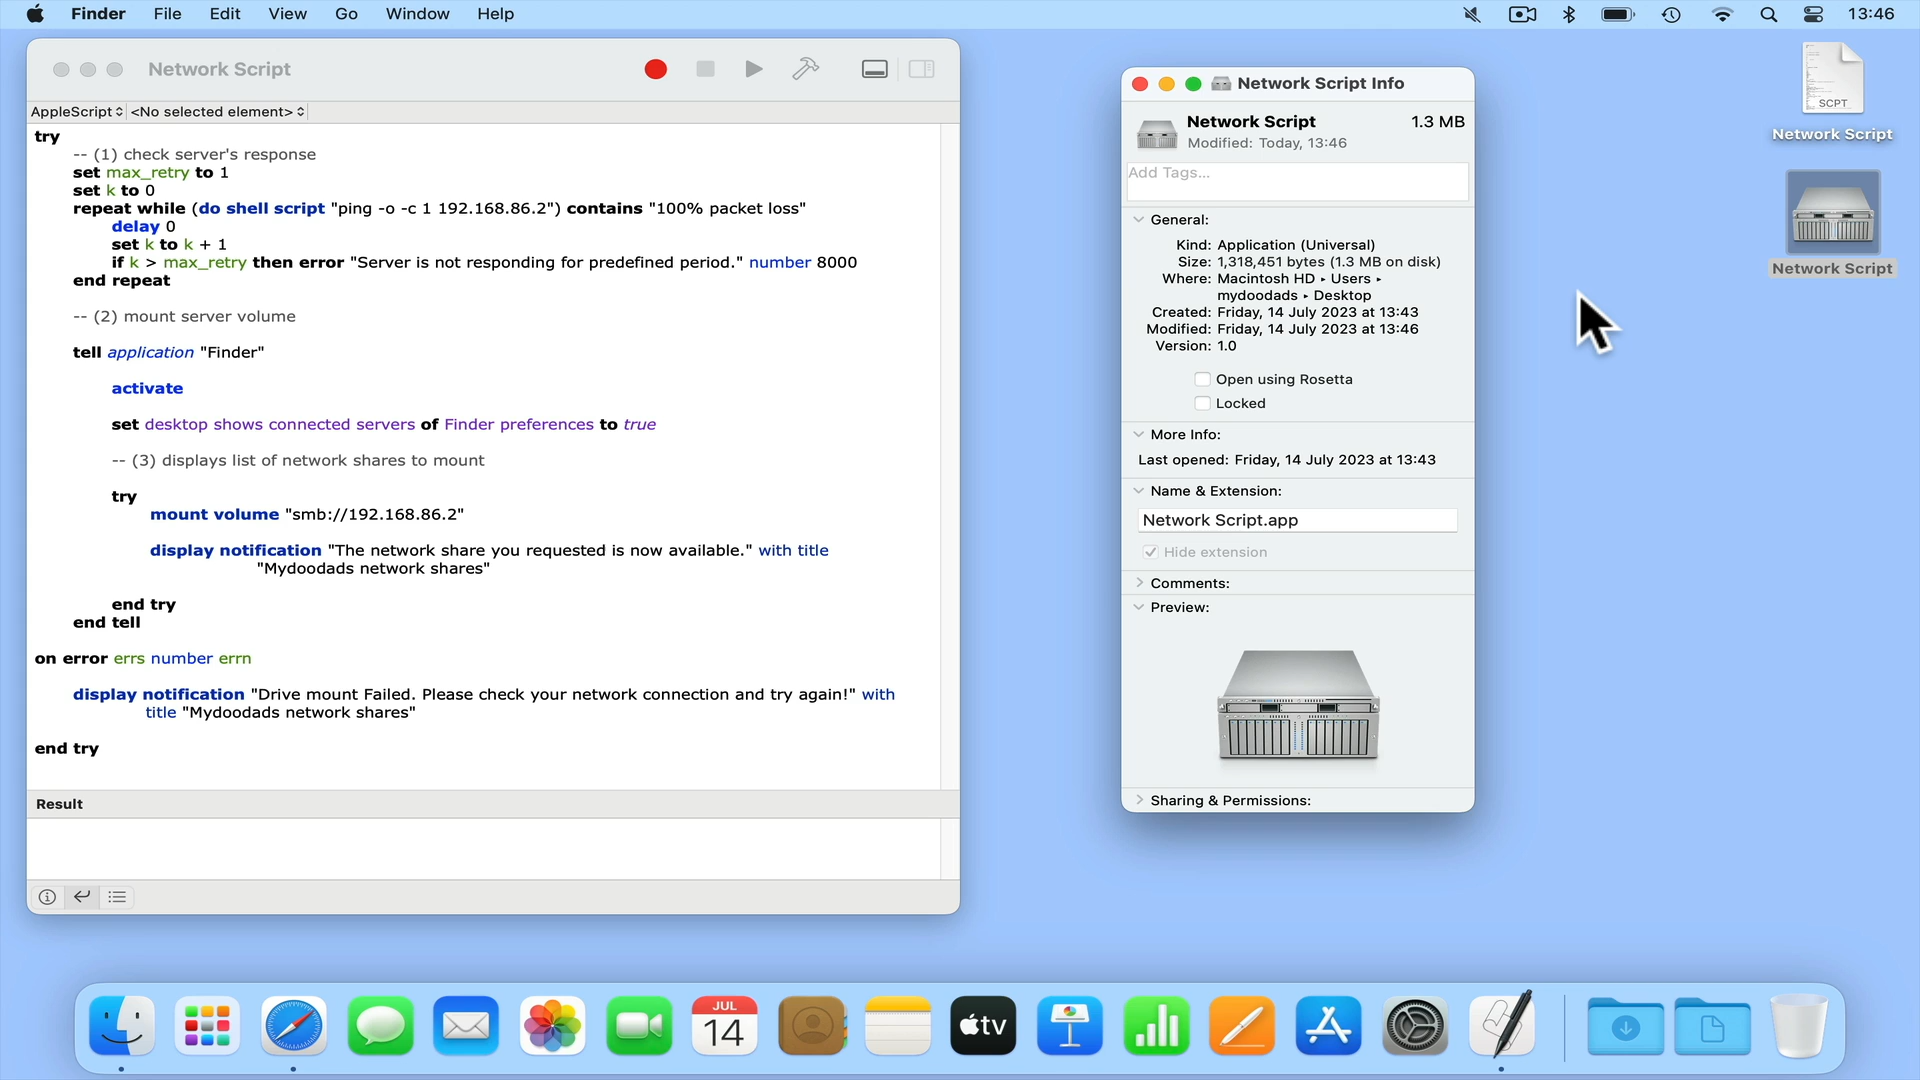 Finder File Edit View Go Window Help 13:46
Network Script
AppleScript <No selected element>
try
-- (1) check server's response
set max_retry to 1
set k to 0
repeat while (do shell script "ping -o -c 1 192.168.86.2") contains "100% packet loss"
delay 0
set k to k + 1
if k > max_retry then error "Server is not responding for predefined period." number 8000
end repeat
-- (2) mount server volume
tell application "Finder"
activate
set desktop shows connected servers of Finder preferences to true
-- (3) displays list of network shares to mount
try
mount volume "smb://192.168.86.2"
display notification "The network share you requested is now available." with title
"Mydoodads network shares"
end try
end tell
on error errs number errn
display notification "Drive mount Failed. Please check your network connection and try again!" with
title "Mydoodads network shares"
end try
Result
Network Script Info
Network Script 1.3 MB
Modified: Today, 13:46
Add Tags...
General:
Kind: Application (Universal)
Size: 1,318,451 bytes (1.3 MB on disk)
Where: Macintosh HD ▸ Users ▸
mydoodads ▸ Desktop
Created: Friday, 14 July 2023 at 13:43
Modified: Friday, 14 July 2023 at 13:46
Version: 1.0
Open using Rosetta
Locked
More Info:
Last opened: Friday, 14 July 2023 at 13:43
Name & Extension:
Network Script.app
Hide extension
Comments:
Preview:
Sharing & Permissions:
SCPT
Network Script
Network Script
JUL
14
tv